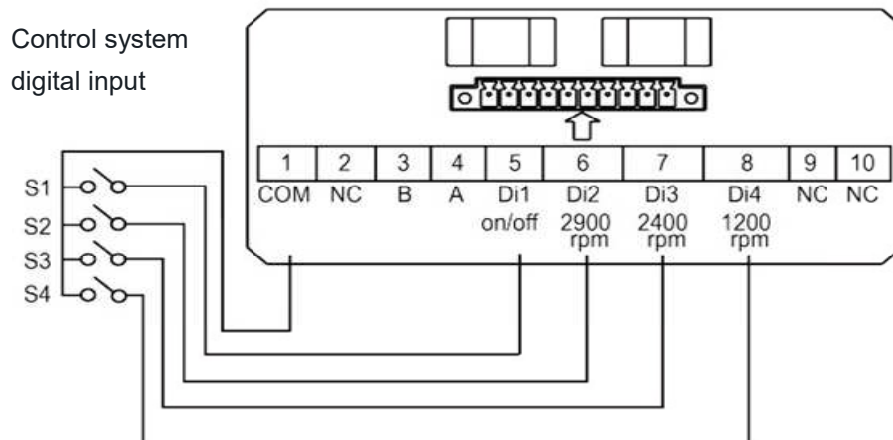 Control system
digital input
1 2 3 4 5 6 7 8 9 10
COM NC B A Di1 Di2 Di3 Di4 NC NC
on/off 2900 2400 1200
rpm rpm rpm
S1
S2
S3
S4